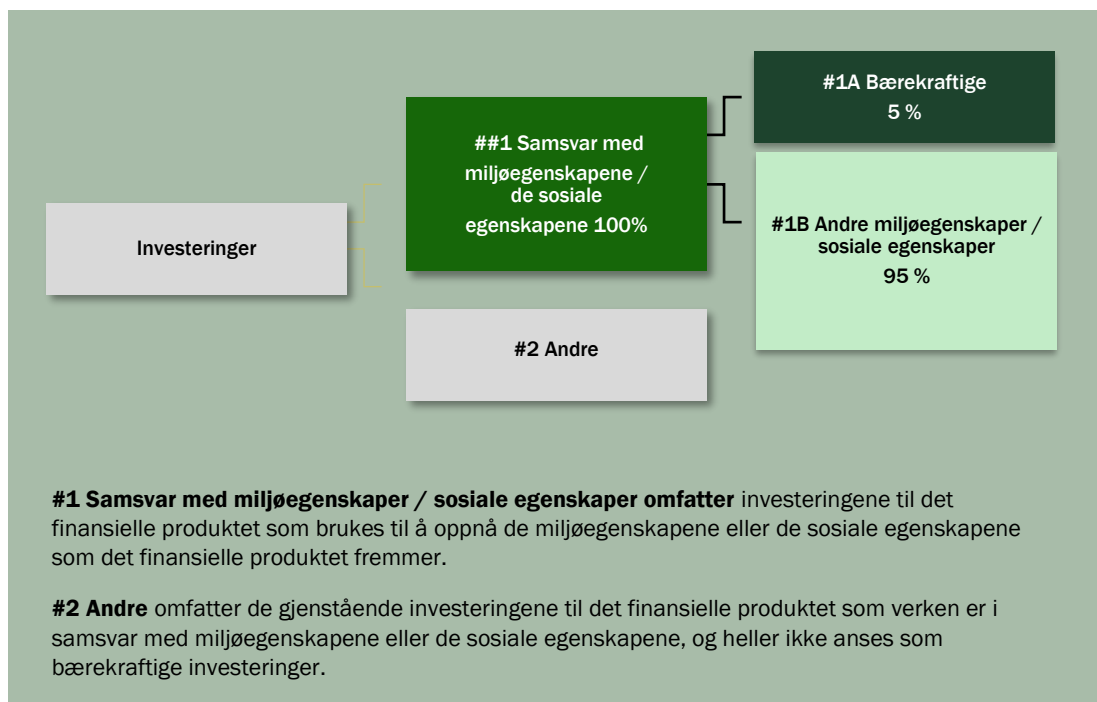 Investeringer
##1 Samsvar med
miljøegenskapene /
de sosiale
egenskapene 100%
#2 Andre
#1A Bærekraftige
5 %
#1B Andre miljøegenskaper /
sosiale egenskaper
95 %
#1 Samsvar med miljøegenskaper / sosiale egenskaper omfatter investeringene til det
finansielle produktet som brukes til å oppnå de miljøegenskapene eller de sosiale egenskapene
som det finansielle produktet fremmer.
#2 Andre omfatter de gjenstående investeringene til det finansielle produktet som verken er i
samsvar med miljøegenskapene eller de sosiale egenskapene, og heller ikke anses som
bærekraftige investeringer.